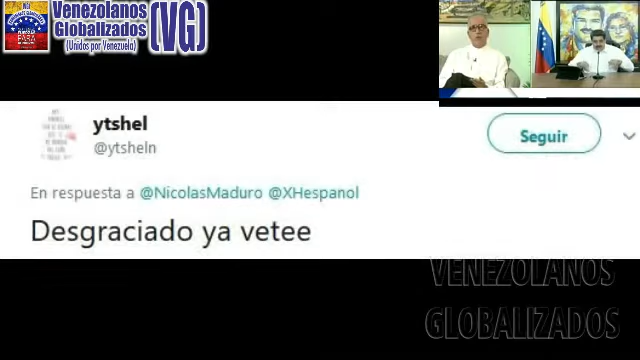 Venezolanos
Globalizados
(Unidos por Venezuela)
(VG)
ytshel
@ytsheln
Seguir
En respuesta a @NicolasMaduro @XHespanol
Desgraciado ya vetee
VENEZOLANOS
GLOBALIZADOS